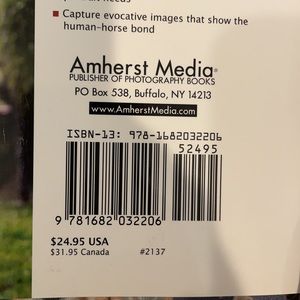 ■ Capture evocative images that show the
human-horse bond
Amherst Media®
PUBLISHER OF PHOTOGRAPHY BOOKS
PO Box 538, Buffalo, NY 14213
www.AmherstMedia.com
ISBN-13: 978-1682032206
52495
9 781682 032206
$24.95 USA
$31.95 Canada #2137